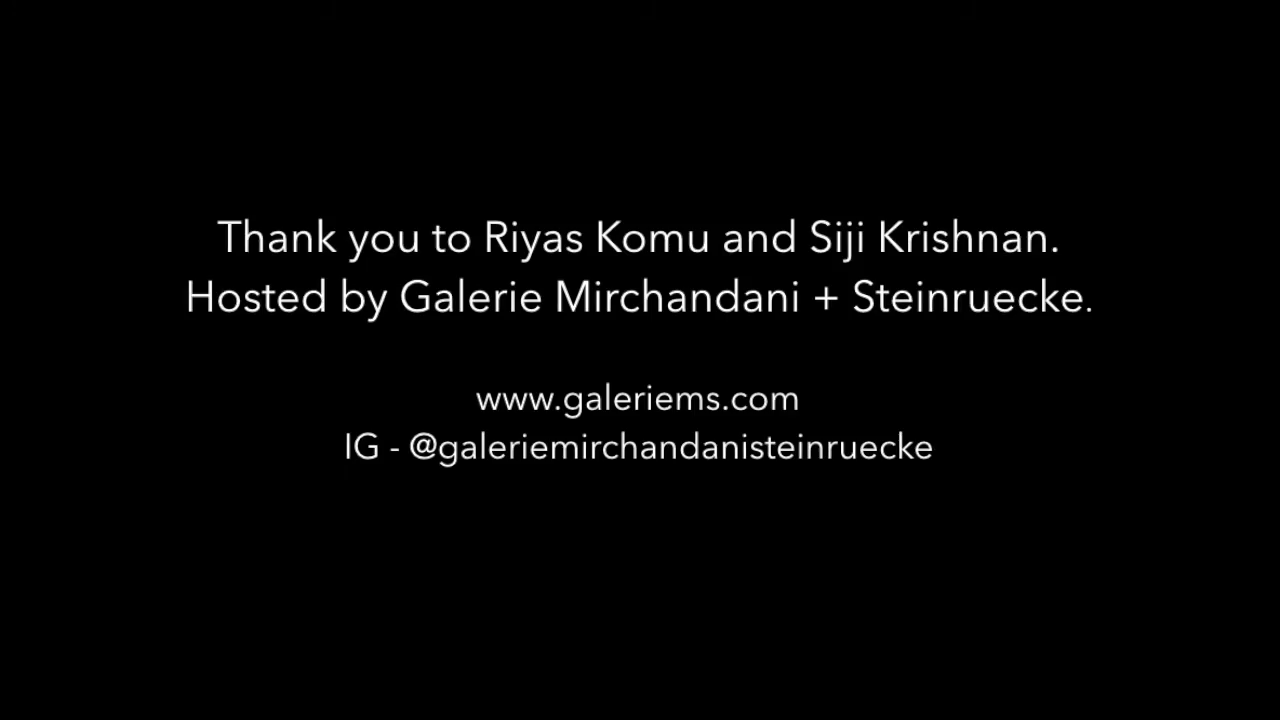 Thank you to Riyas Komu and Siji Krishnan.
Hosted by Galerie Mirchandani + Steinruecke.
www.galeriems.com
IG - @galeriemirchandanisteinruecke